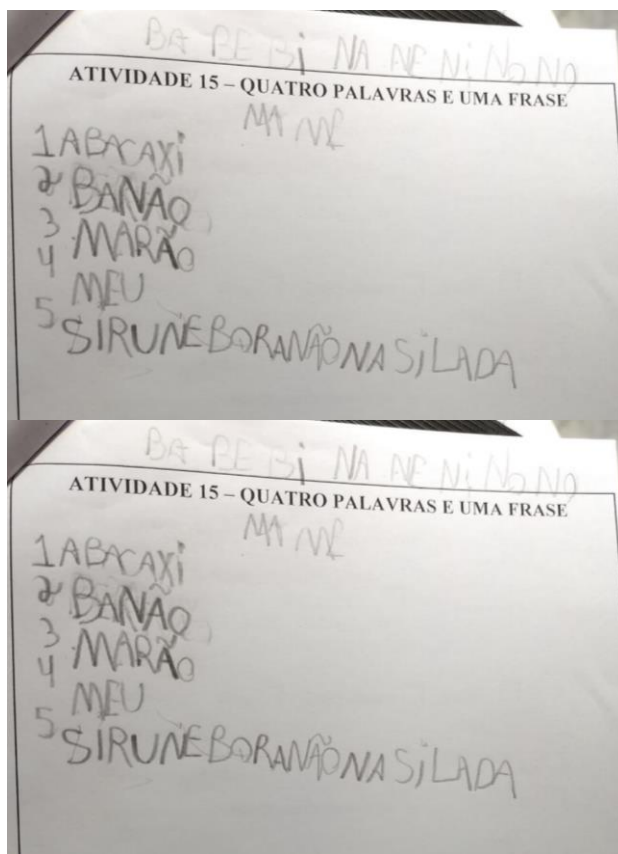 BA BE Bi NA NE Ni No NO
ATIVIDADE 15 – QUATRO PALAVRAS E UMA FRASE
MA ME
1 ABACAXi
2 BANÃO
3 MARÃO
4 MEU
5 SIRUNEBORANÃONASiLADA
BA BE Bi NA NE Ni No NO
ATIVIDADE 15 – QUATRO PALAVRAS E UMA FRASE
MA ME
1 ABACAXi
2 BANÃO
3 MARÃO
4 MEU
5 SIRUNEBORANÃONASiLADA